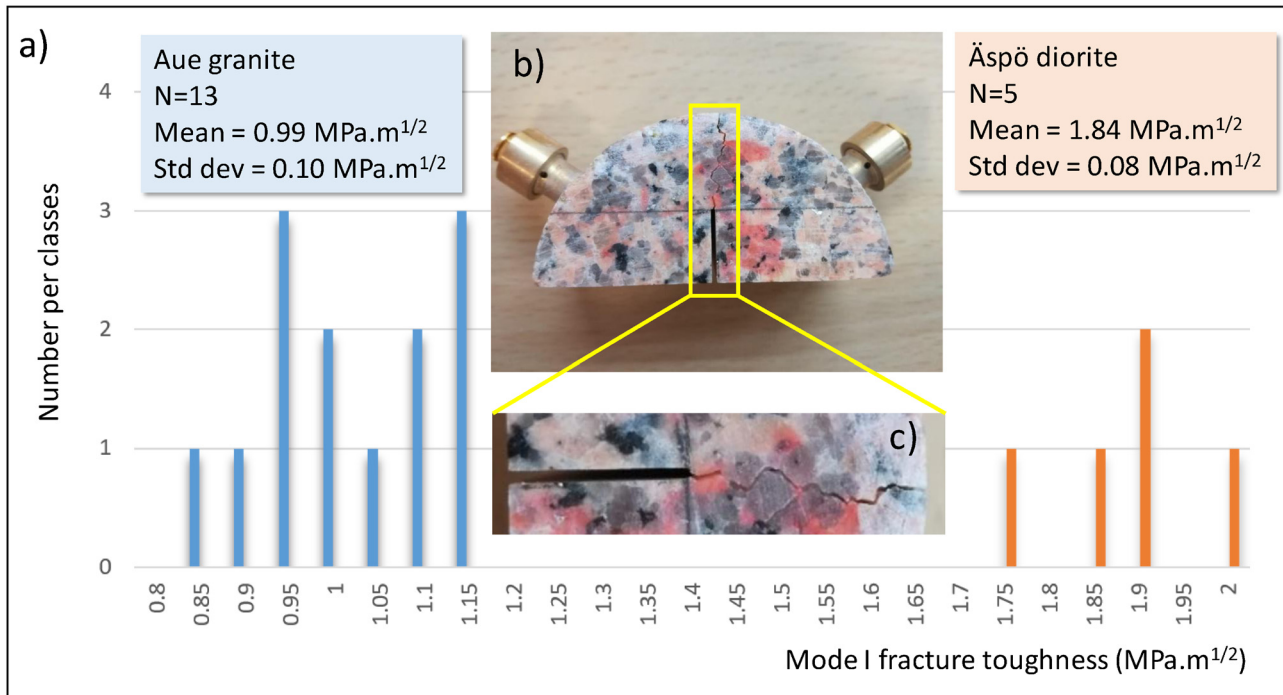 a)
Aue granite
N=13
Mean = 0.99 MPa.m1/2
Std dev = 0.10 MPa.m1/2
b)
Äspö diorite
N=5
Mean = 1.84 MPa.m1/2
Std dev = 0.08 MPa.m1/2
Number per classes
4
3
2
1
0
c)
0.8 0.85 0.9 0.95 1 1.05 1.1 1.15 1.2 1.25 1.3 1.35 1.4 1.45 1.5 1.55 1.6 1.65 1.7 1.75 1.8 1.85 1.9 1.95 2
Mode I fracture toughness (MPa.m1/2)